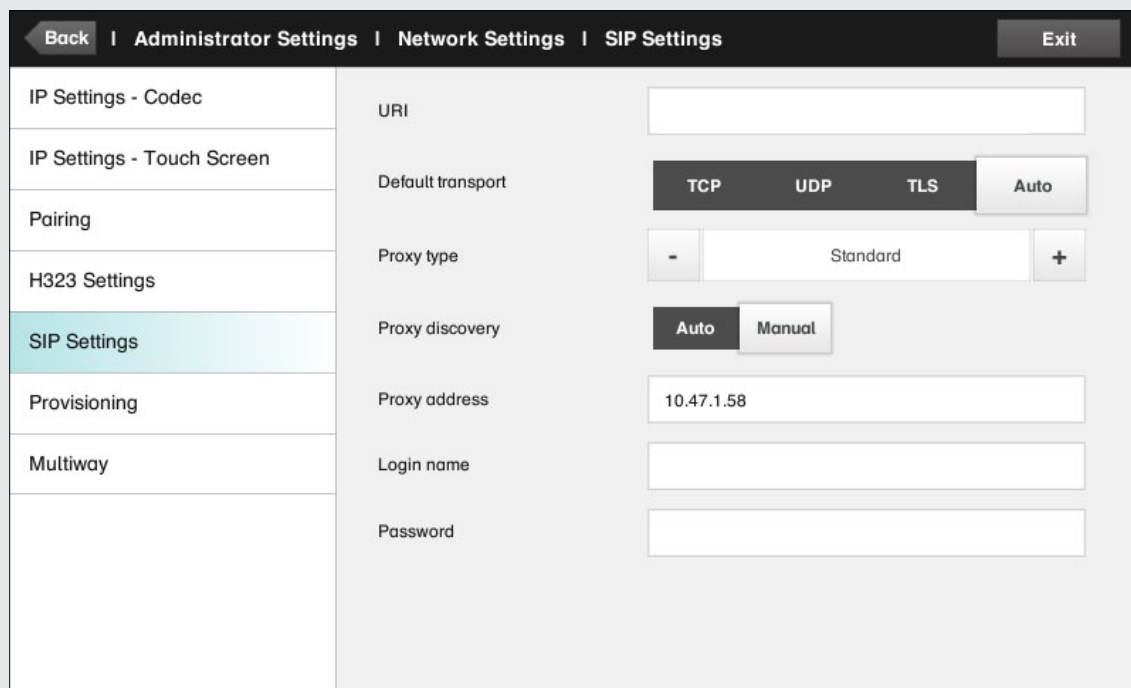 Back | Administrator Settings | Network Settings | SIP Settings Exit
IP Settings - Codec
IP Settings - Touch Screen
Pairing
H323 Settings
SIP Settings
Provisioning
Multiway
URI
Default transport TCP UDP TLS Auto
Proxy type - Standard +
Proxy discovery Auto Manual
Proxy address 10.47.1.58
Login name
Password